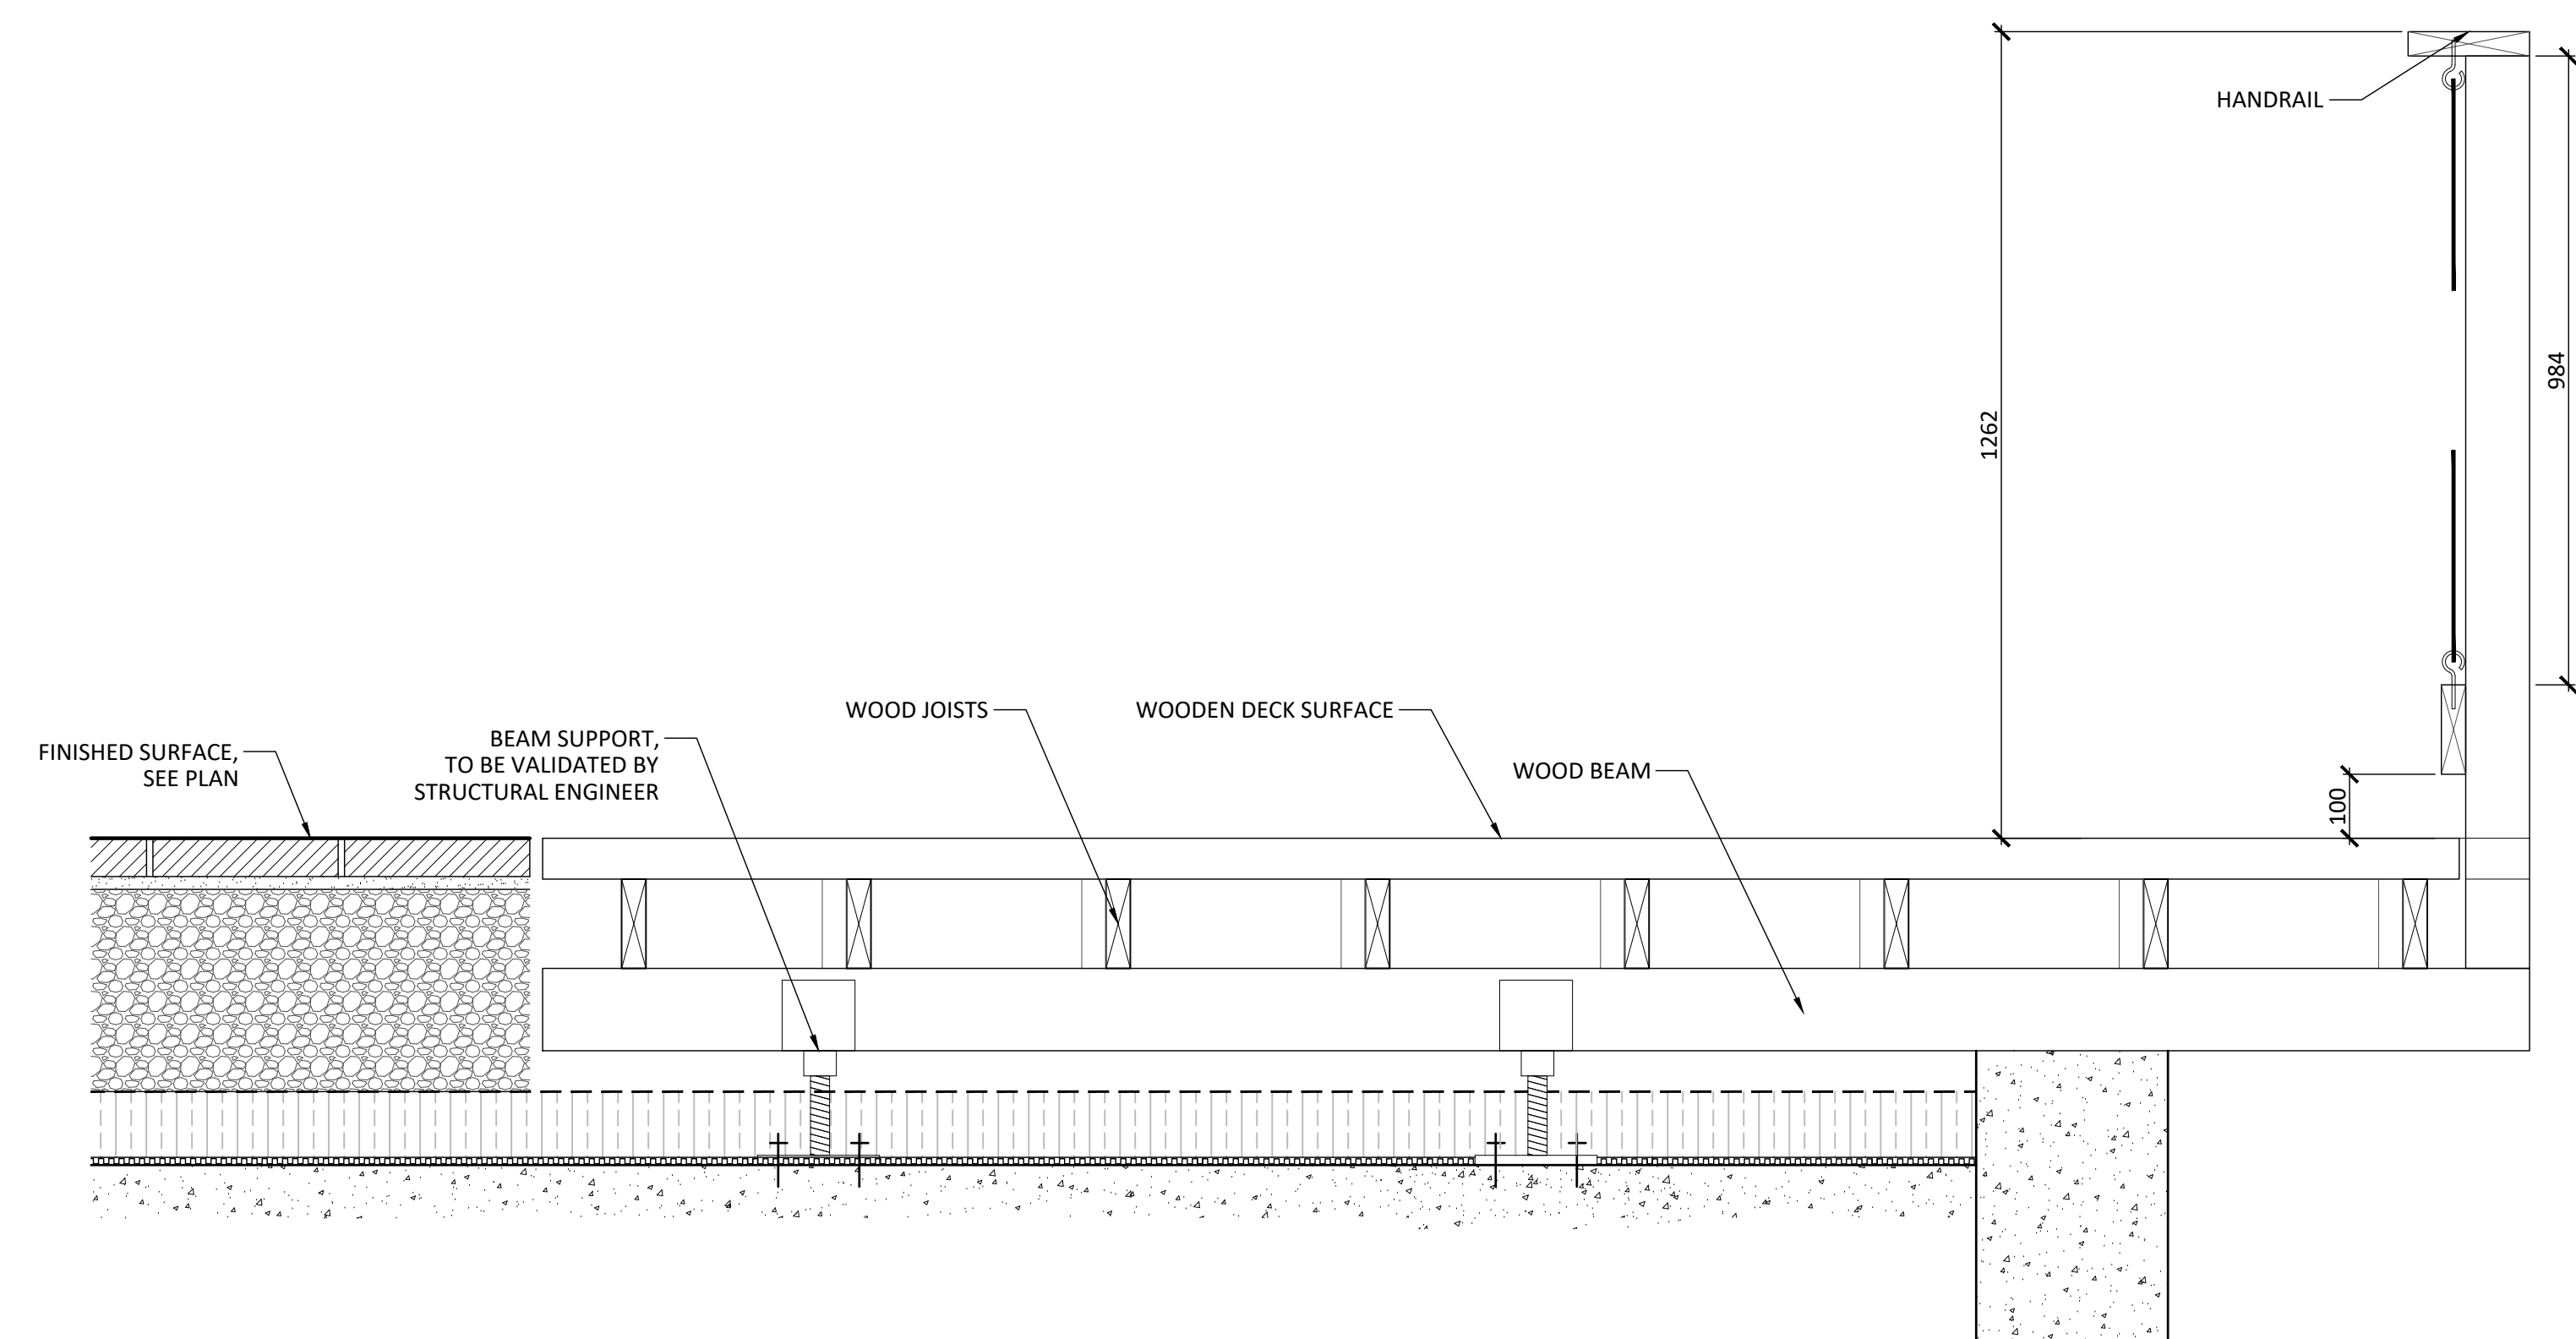 HANDRAIL
984
1262
WOOD JOISTS
WOODEN DECK SURFACE
BEAM SUPPORT,
TO BE VALIDATED BY
STRUCTURAL ENGINEER
FINISHED SURFACE,
SEE PLAN
WOOD BEAM
100